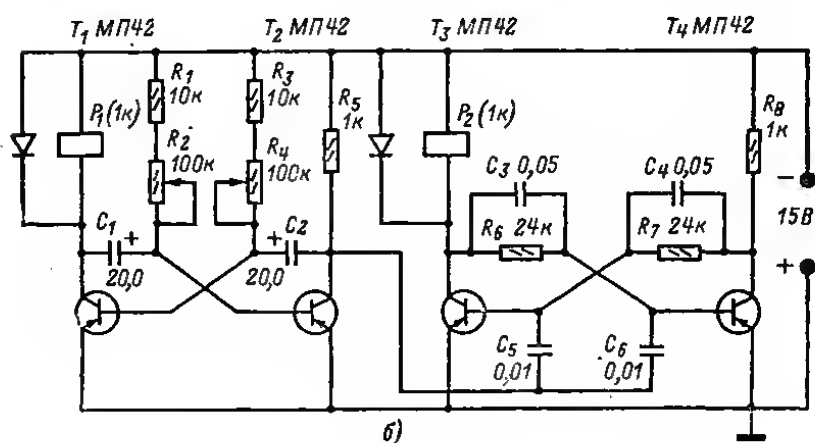 T₁ МП42
T₂ МП42
T₃ МП42
T₄ МП42
R₁
10к
R₃
10к
R₅
1к
R₈
1к
P₁(1к)
P₂(1к)
R₂
100к
R₄
100к
C₃ 0,05
C₄ 0,05
−
15В
+
C₁
+
20,0
+
C₂
20,0
R₆ 24к
R₇ 24к
C₅
0,01
C₆
0,01
б)